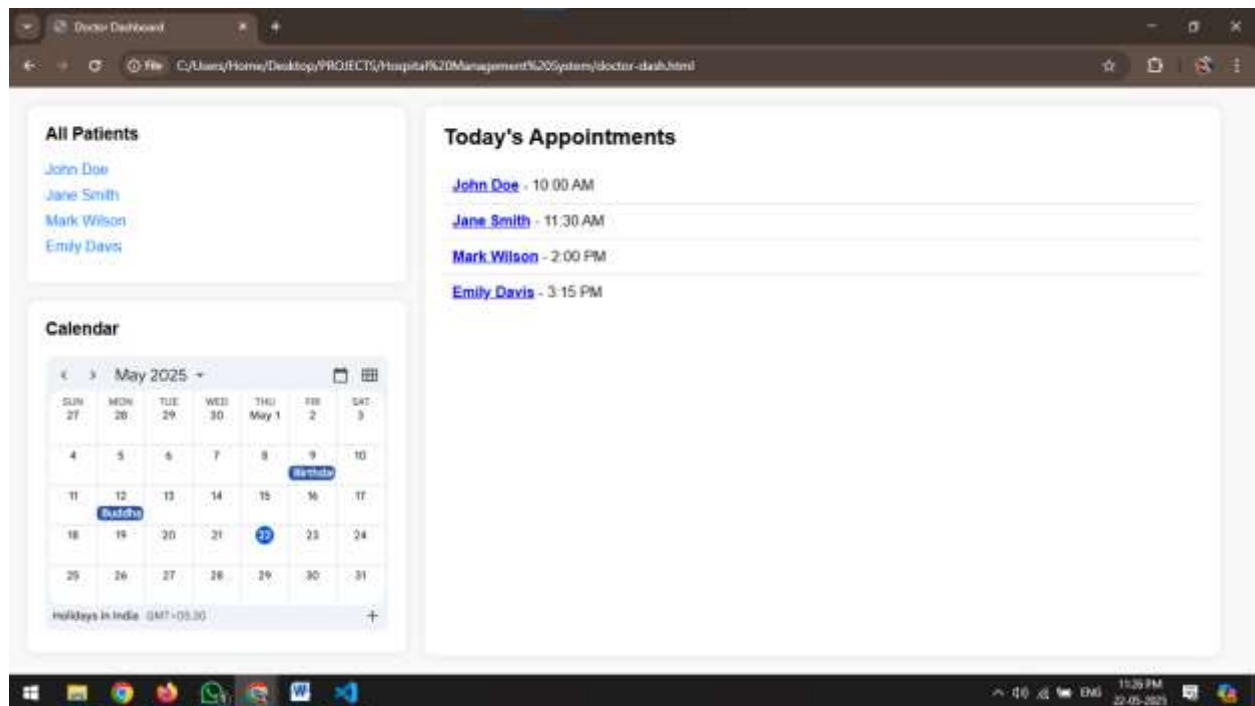 Doctor Dashboard
File C:/Users/Home/Desktop/PROJECTS/Hospital%20Management%20System/doctor-dash.html
All Patients
John Doe
Jane Smith
Mark Wilson
Emily Davis
Calendar
May 2025
SUN MON TUE WED THU FRI SAT
27 28 29 30 May 1 2 3
4 5 6 7 8 9 10
Birthday
11 12 13 14 15 16 17
Buddha
18 19 20 21 22 23 24
25 26 27 28 29 30 31
Holidays in India GMT+05:30
Today's Appointments
John Doe - 10:00 AM
Jane Smith - 11:30 AM
Mark Wilson - 2:00 PM
Emily Davis - 3:15 PM
ENG
11:26 PM
22-05-2025